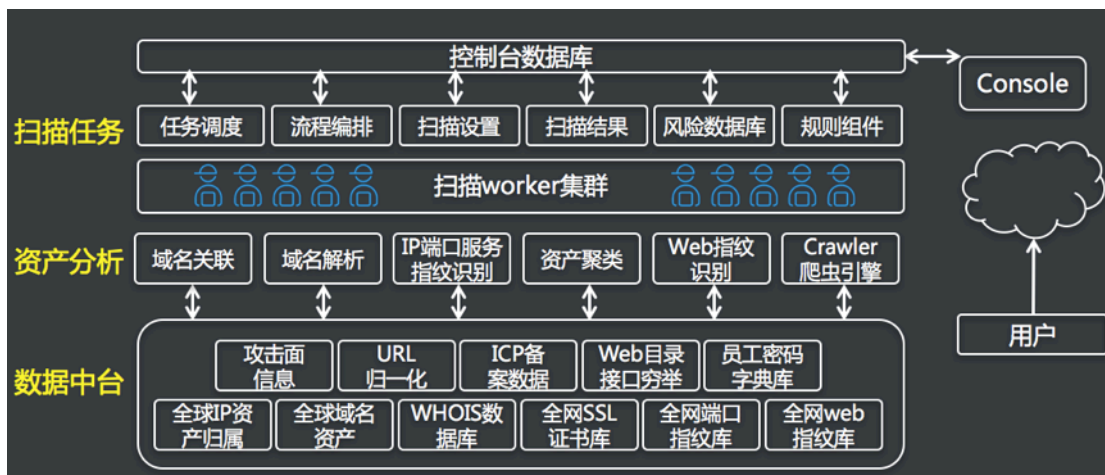 控制台数据库
Console
扫描任务
任务调度
流程编排
扫描设置
扫描结果
风险数据库
规则组件
扫描worker集群
资产分析
域名关联
域名解析
IP端口服务
指纹识别
资产聚类
Web指纹
识别
Crawler
爬虫引擎
用户
数据中台
攻击面
信息
URL
归一化
ICP备
案数据
Web目录
接口穷举
员工密码
字典库
全球IP资
产归属
全球域名
资产
WHOIS数
据库
全网SSL
证书库
全网端口
指纹库
全网web
指纹库